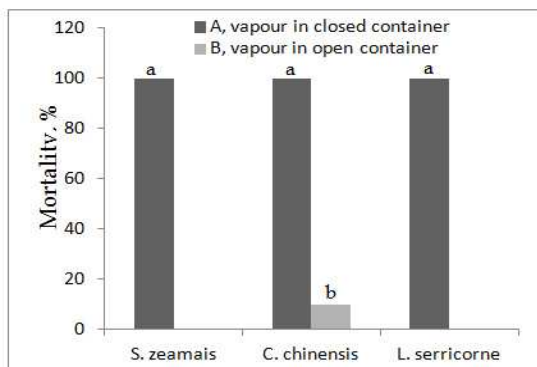 120
A, vapour in closed container
B, vapour in open container
100
a
a
a
80
Mortality, %
60
40
20
b
0
S. zeamais
C. chinensis
L. serricorne